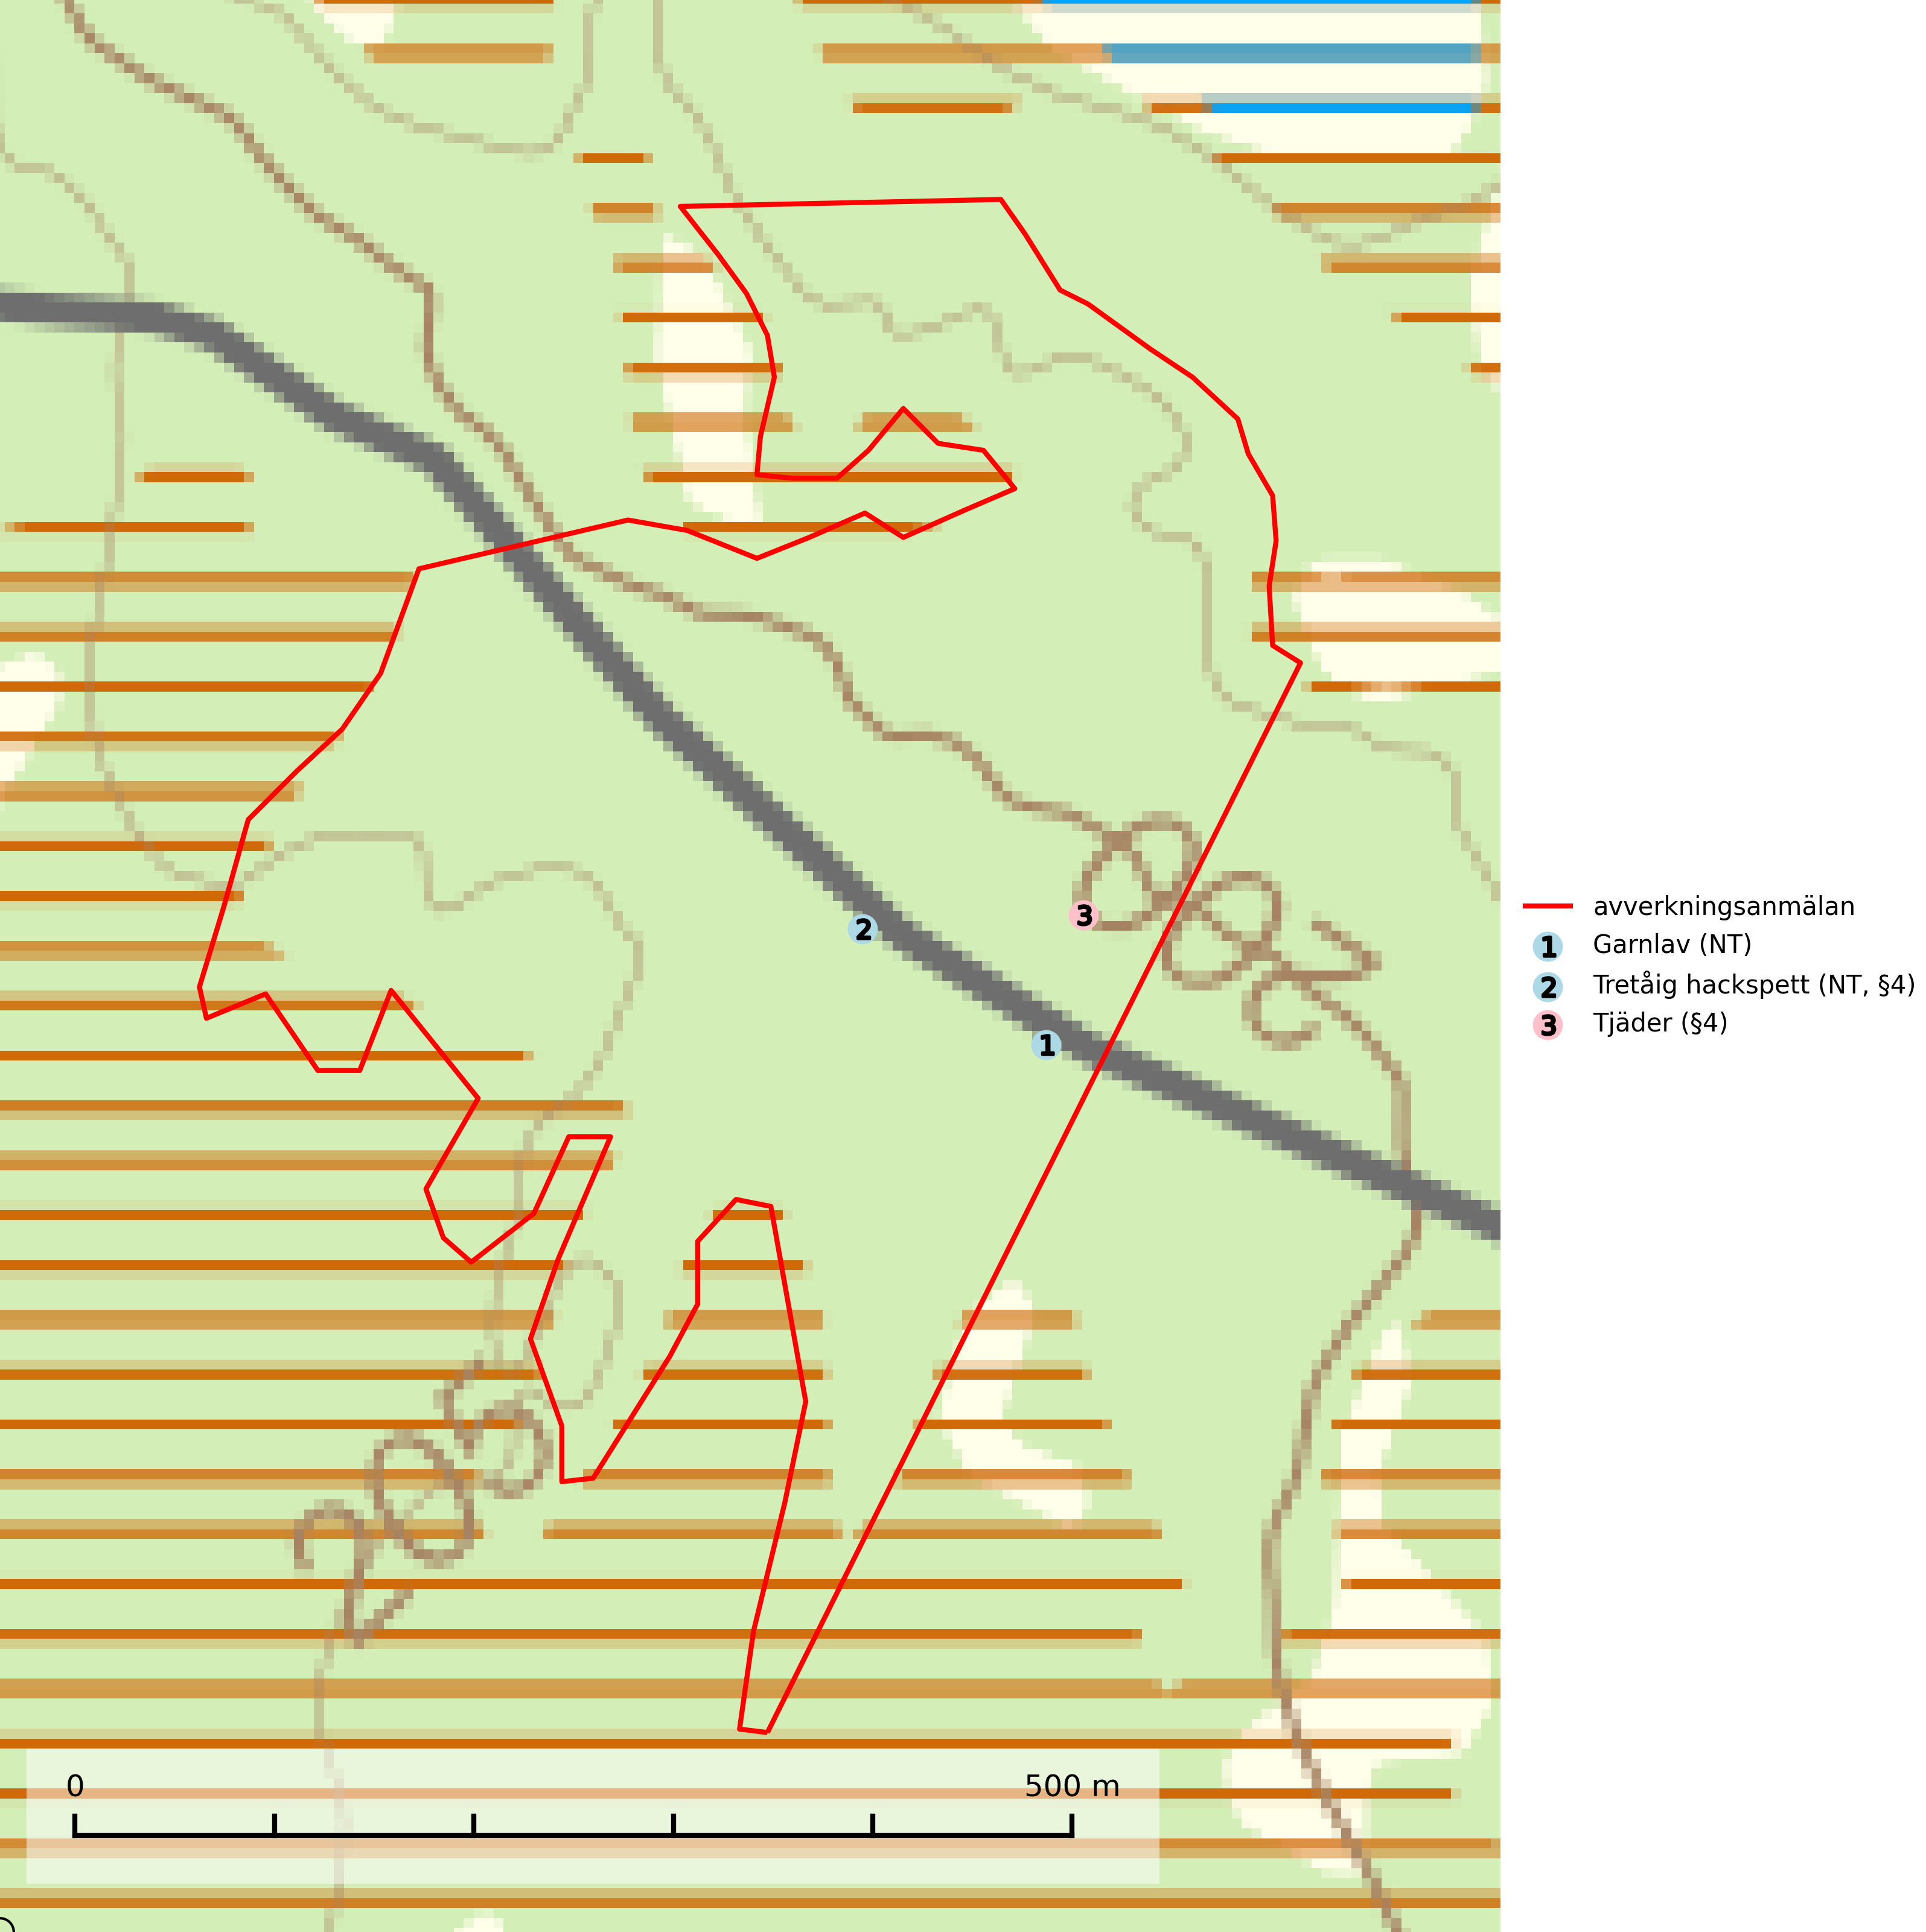 3
2
1
avverkningsanmälan
1 Garnlav (NT)
2 Tretåig hackspett (NT, §4)
3 Tjäder (§4)
0 500 m